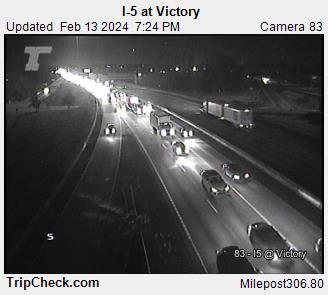 I-5 at Victory
Updated  Feb 13 2024  7:24 PM
Camera 83
T
S
83 - I5 @ Victory
TripCheck.com
Milepost306.80